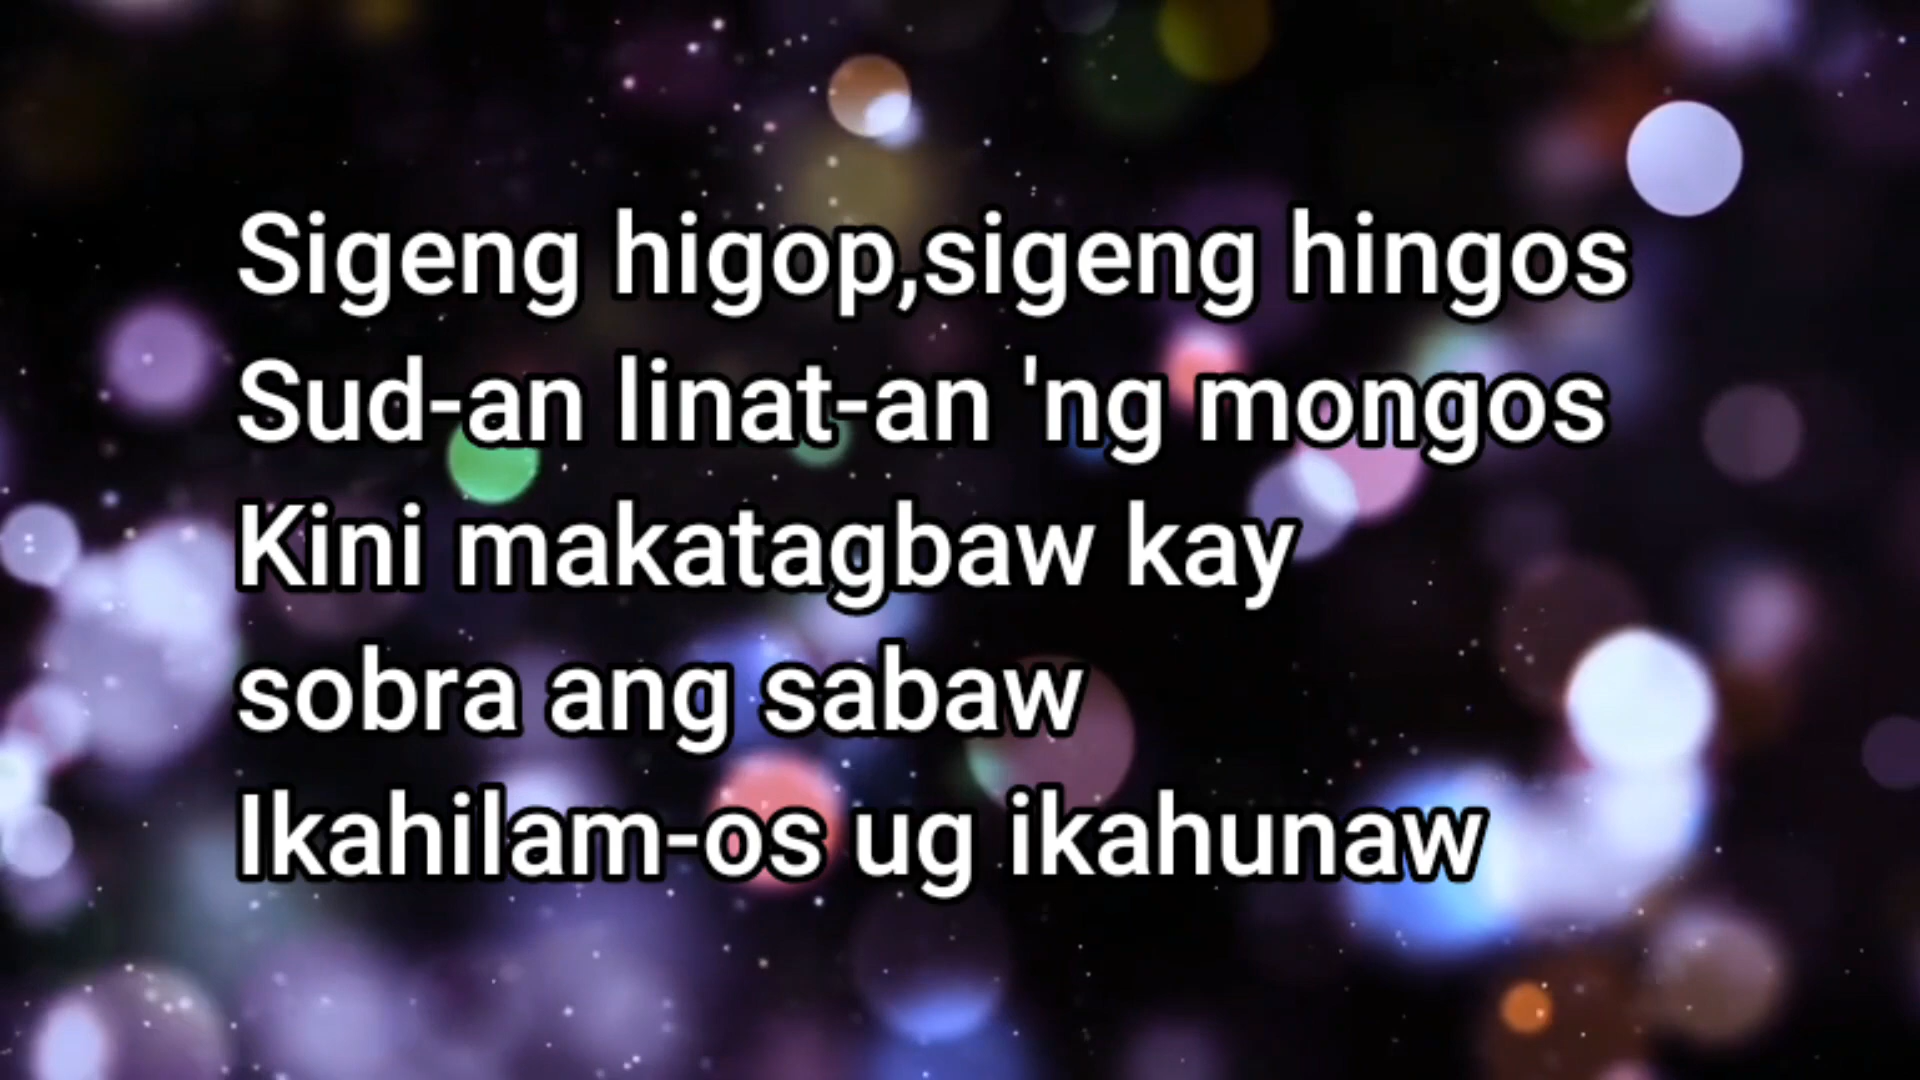 Sigeng higop,sigeng hingos
Sud-an linat-an 'ng mongos
Kini makatagbaw kay
sobra ang sabaw
Ikahilam-os ug ikahunaw